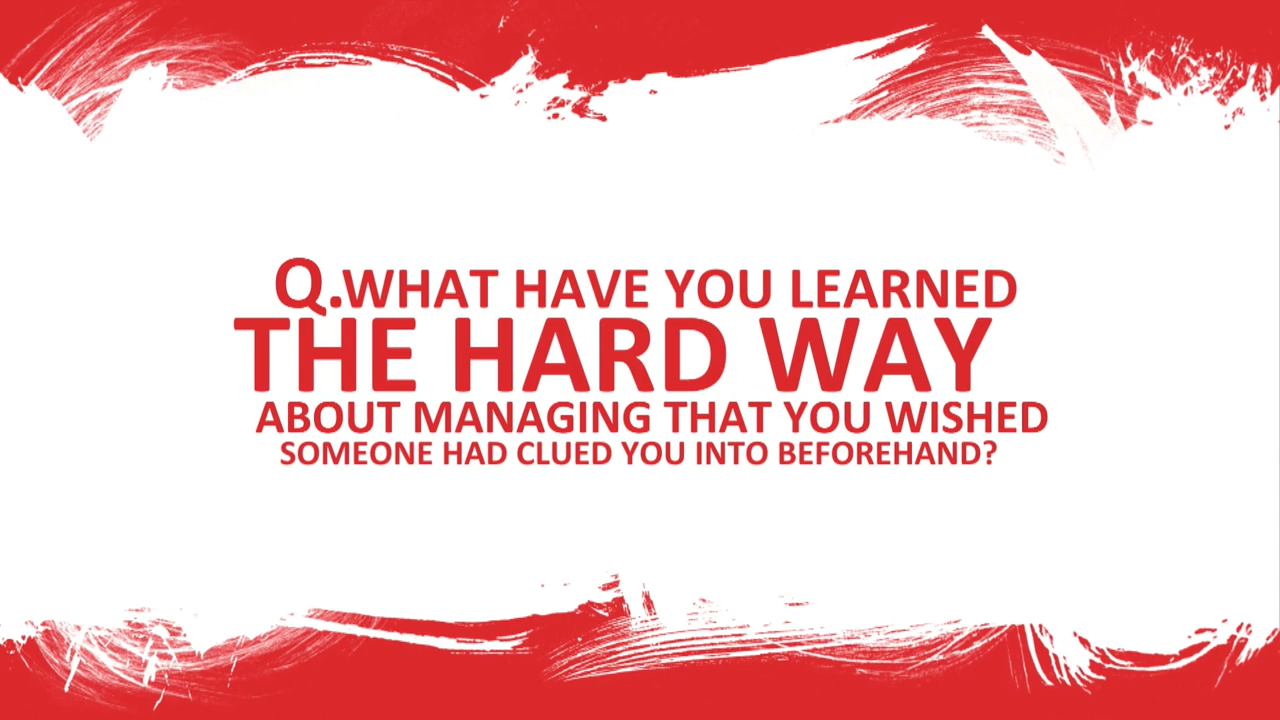 Q.WHAT HAVE YOU LEARNED
THE HARD WAY
ABOUT MANAGING THAT YOU WISHED
SOMEONE HAD CLUED YOU INTO BEFOREHAND?